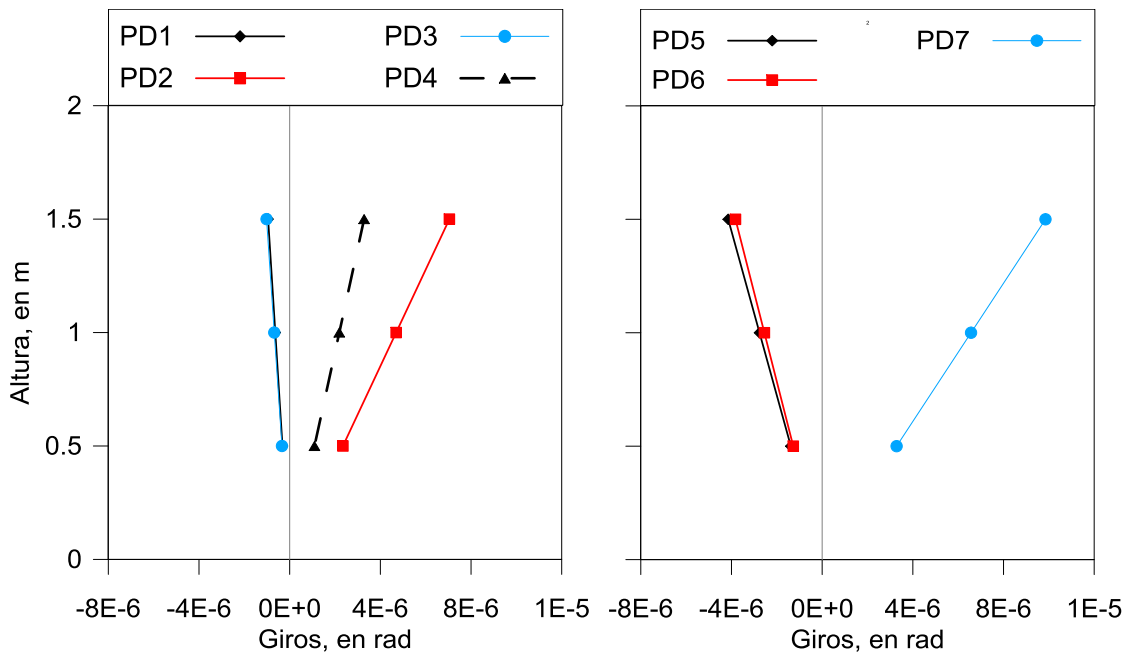 PD1 PD3
PD2 PD4
PD5 2 PD7
PD6
2
1.5
1
0.5
0
Altura, en m
-8E-6 -4E-6 0E+0 4E-6 8E-6 1E-5
Giros, en rad
-8E-6 -4E-6 0E+0 4E-6 8E-6 1E-5
Giros, en rad